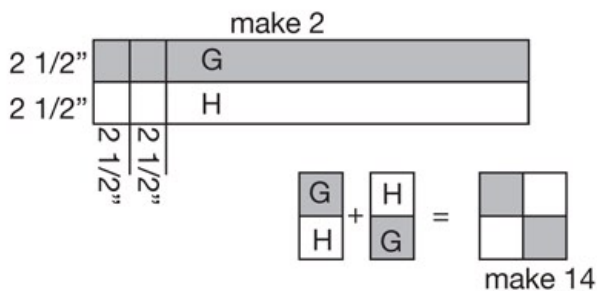 make 2
2 1/2” G
2 1/2” H
2 1/2” 2 1/2”
G + H =
H G
make 14